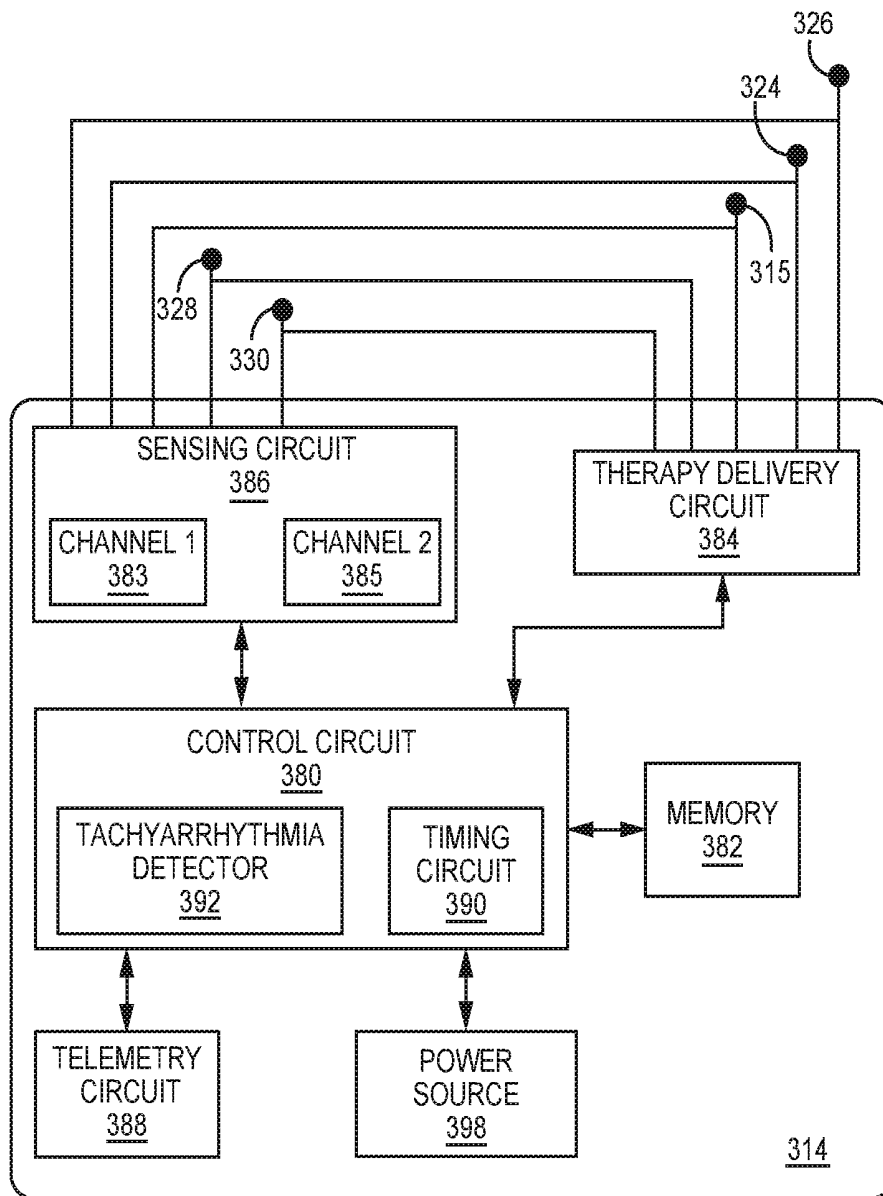 326
324
315
328
330
SENSING CIRCUIT
386
CHANNEL 1
383
CHANNEL 2
385
THERAPY DELIVERY
CIRCUIT
384
CONTROL CIRCUIT
380
TACHYARRHYTHMIA
DETECTOR
392
TIMING
CIRCUIT
390
MEMORY
382
TELEMETRY
CIRCUIT
388
POWER
SOURCE
398
314